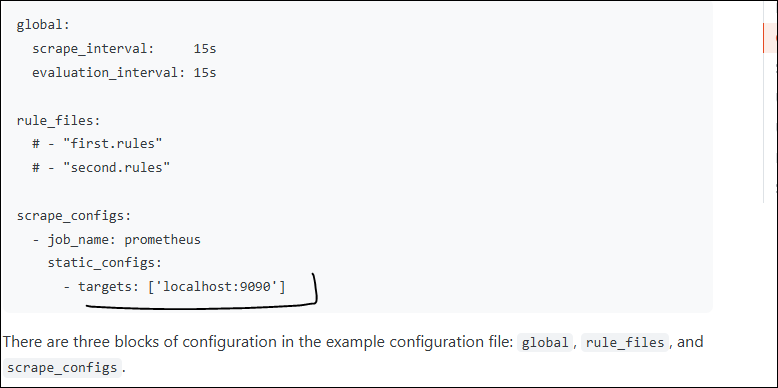 global:
  scrape_interval:     15s
  evaluation_interval: 15s

rule_files:
  # - "first.rules"
  # - "second.rules"

scrape_configs:
  - job_name: prometheus
    static_configs:
      - targets: ['localhost:9090']

There are three blocks of configuration in the example configuration file: global, rule_files, and
scrape_configs.